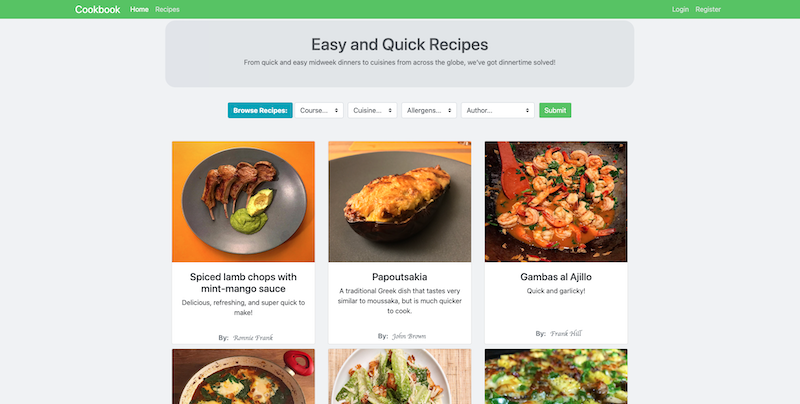 Cookbook Home Recipes Login Register
Easy and Quick Recipes
From quick and easy midweek dinners to cuisines from across the globe, we've got dinnertime solved!
Browse Recipes: Course... Cuisine... Allergens... Author... Submit
Spiced lamb chops with
mint-mango sauce
Delicious, refreshing, and super quick to
make!
By: Ronnie Frank
Papoutsakia
A traditional Greek dish that tastes very
similar to moussaka, but is much quicker
to cook.
By: John Brown
Gambas al Ajillo
Quick and garlicky!
By: Frank Hill